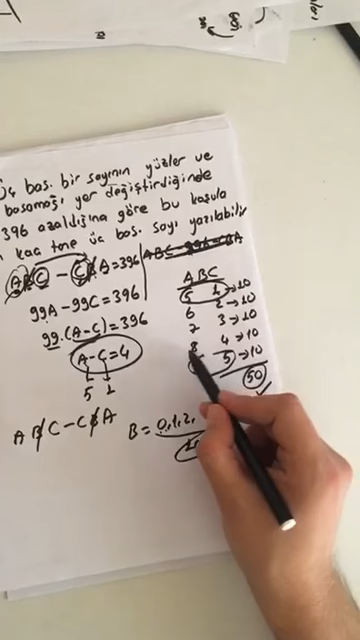 üç bas. bir sayının yüzler ve
basamağı yer değiştirdiğinde
396 azaldığına göre bu koşula
kaç tane üç bas. sayı yazılabilir
ABC - CBA = 396
99A - 99C = 396
99.(A-C) = 396
A-C = 4
5 1
ABC - CBA
B = 0,1,2,
ABC
5 1 → 10
6 2 → 10
7 3 → 10
8 4 → 10
5 → 10
50